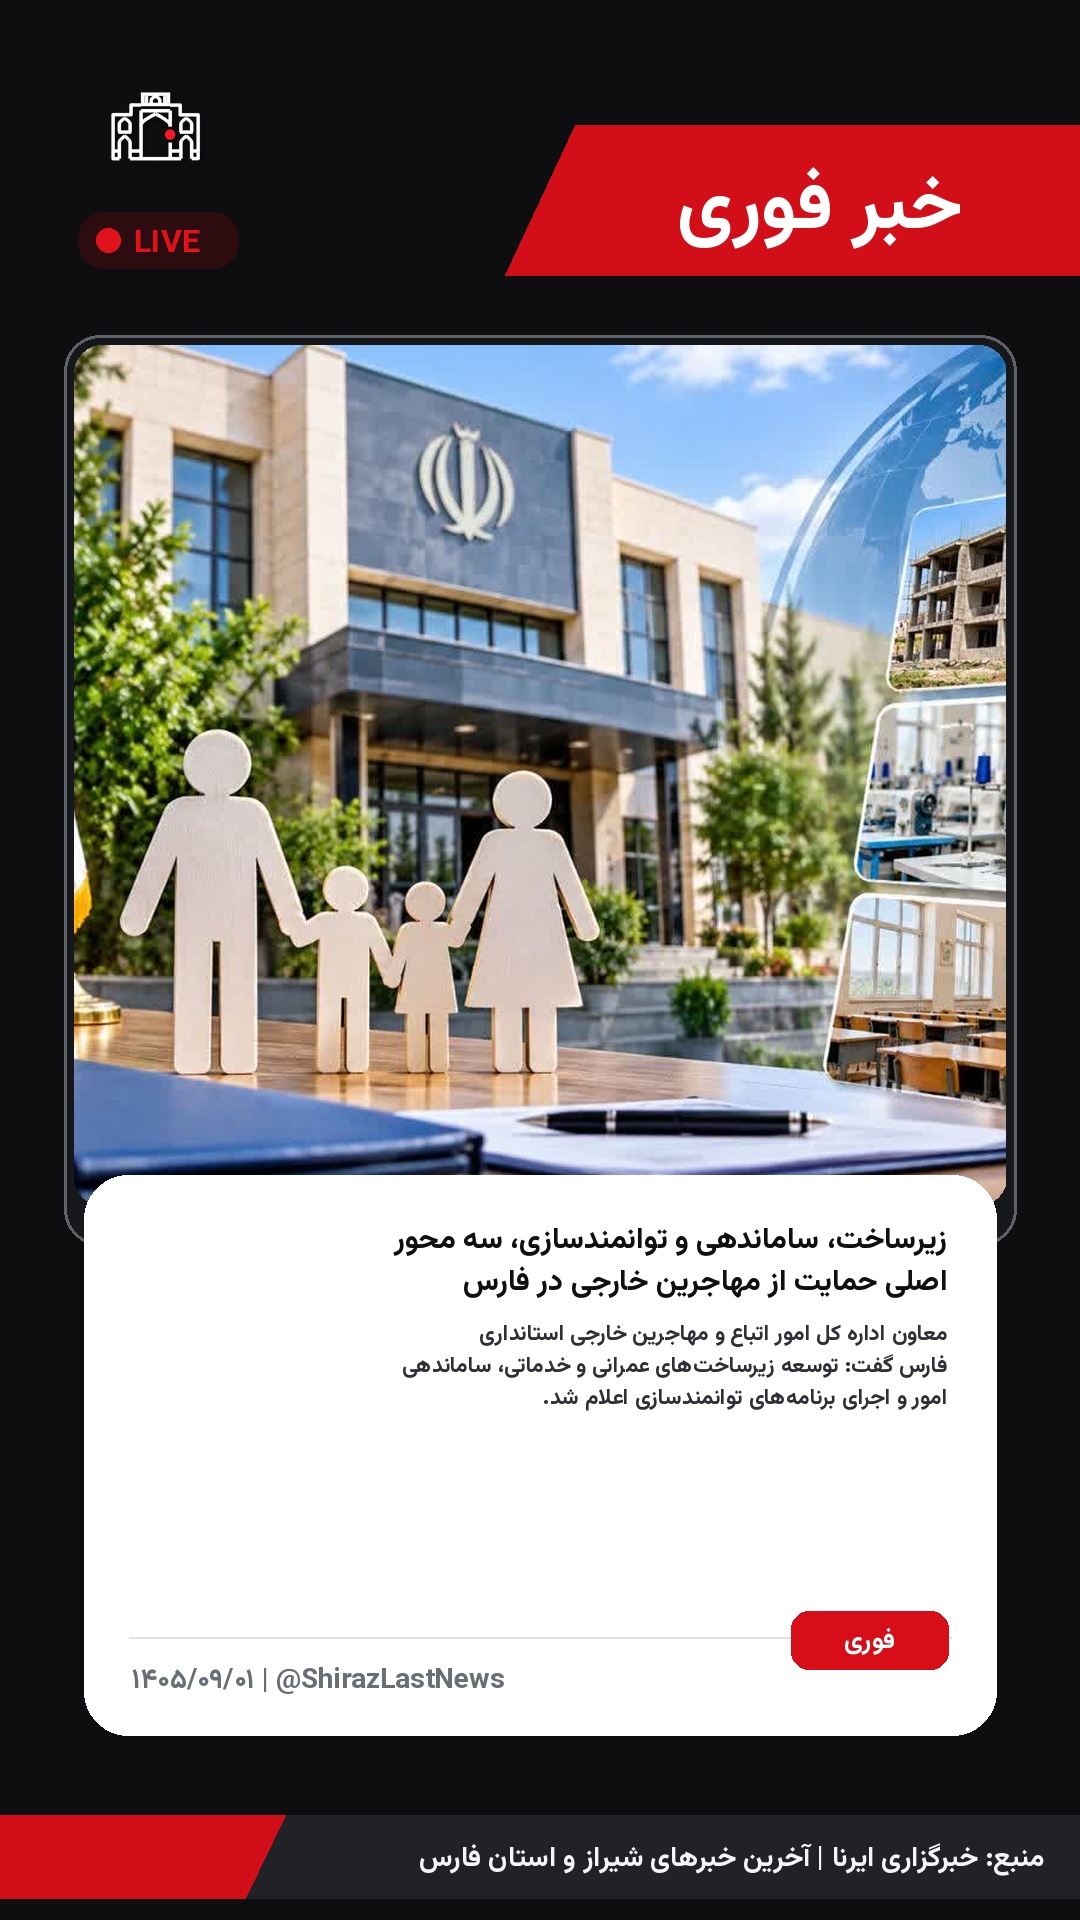 LIVE
خبر فوری
زیرساخت، ساماندهی و توانمندسازی، سه محور
اصلی حمایت از مهاجرین خارجی در فارس
معاون اداره کل امور اتباع و مهاجرین خارجی استانداری
فارس گفت: توسعه زیرساخت‌های عمرانی و خدماتی، ساماندهی
امور و اجرای برنامه‌های توانمندسازی اعلام شد.
فوری
۱۴۰۵/۰۹/۰۱ | @ShirazLastNews
منبع: خبرگزاری ایرنا | آخرین خبرهای شیراز و استان فارس